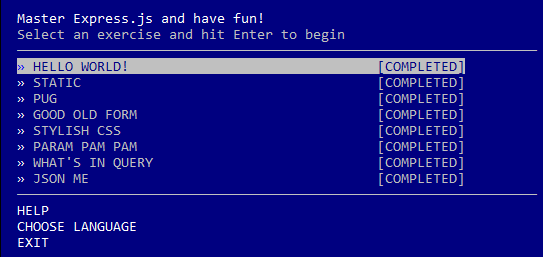 Master Express.js and have fun!
Select an exercise and hit Enter to begin
» HELLO WORLD! [COMPLETED]
» STATIC [COMPLETED]
» PUG [COMPLETED]
» GOOD OLD FORM [COMPLETED]
» STYLISH CSS [COMPLETED]
» PARAM PAM PAM [COMPLETED]
» WHAT'S IN QUERY [COMPLETED]
» JSON ME [COMPLETED]
HELP
CHOOSE LANGUAGE
EXIT